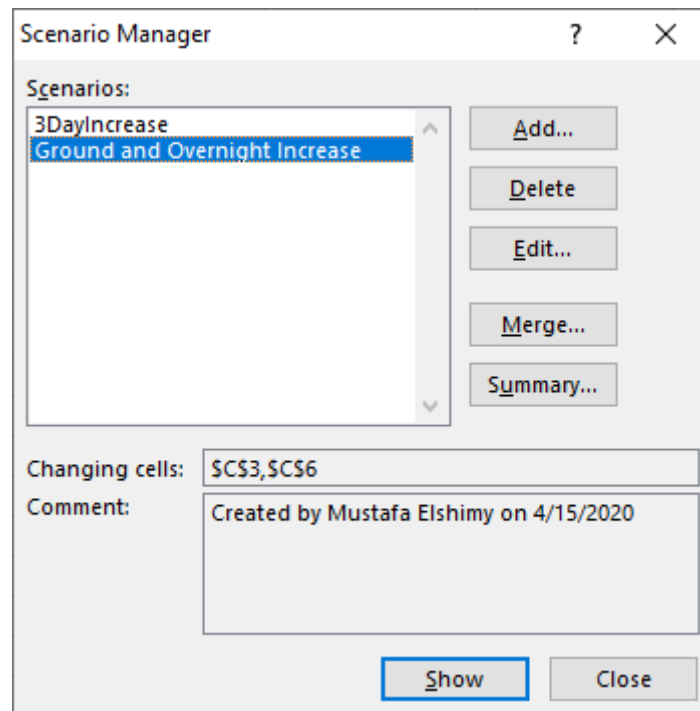 Scenario Manager
?
Scenarios:
3DayIncrease
Ground and Overnight Increase
Add...
Delete
Edit...
Merge...
Summary...
Changing cells:
$C$3,$C$6
Comment:
Created by Mustafa Elshimy on 4/15/2020
Show
Close